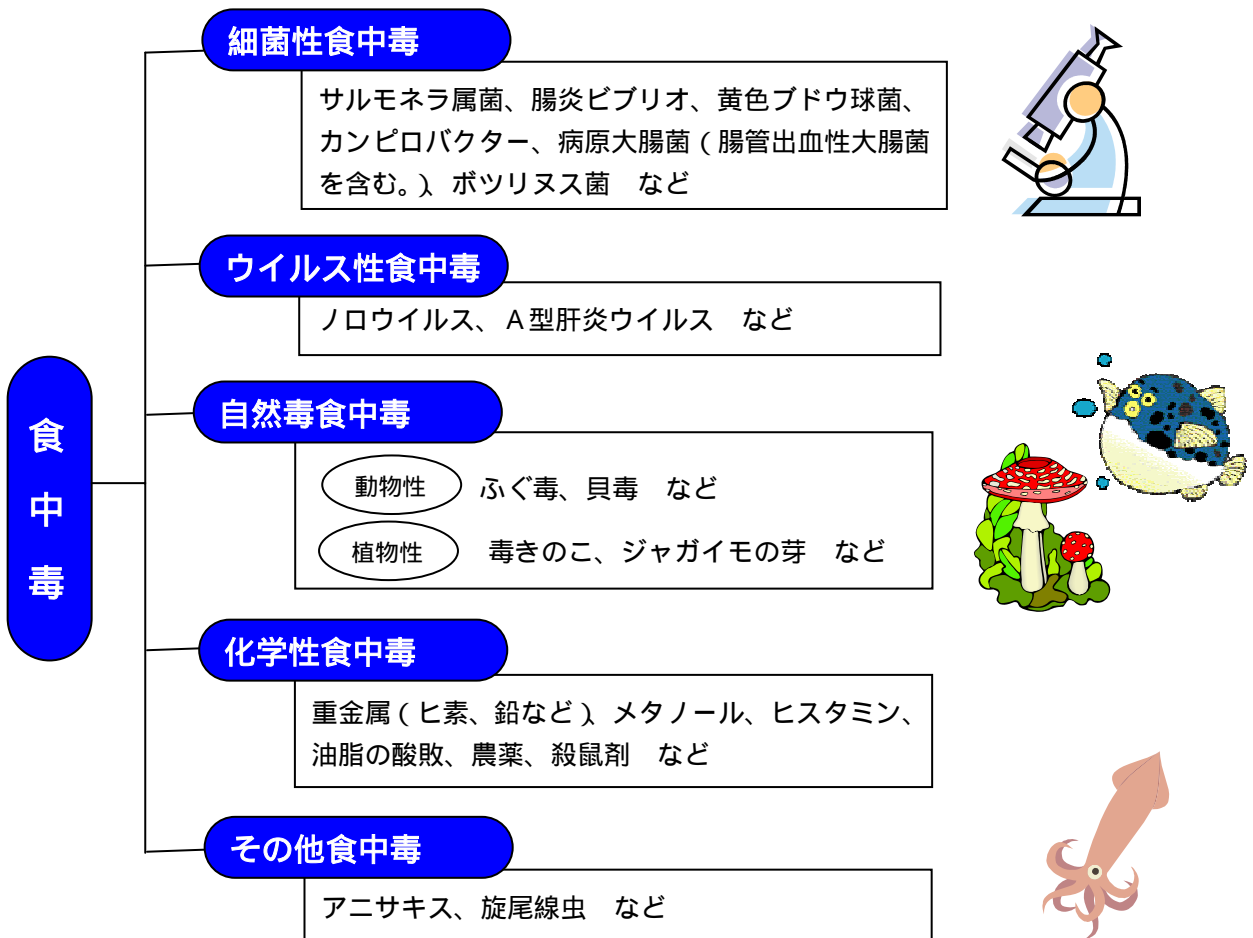 食中毒
細菌性食中毒
サルモネラ属菌、腸炎ビブリオ、黄色ブドウ球菌、
カンピロバクター、病原大腸菌(腸管出血性大腸菌
を含む。)、ボツリヌス菌　など
ウイルス性食中毒
ノロウイルス、A型肝炎ウイルス　など
自然毒食中毒
動物性　ふぐ毒、貝毒　など
植物性　毒きのこ、ジャガイモの芽　など
化学性食中毒
重金属(ヒ素、鉛など)、メタノール、ヒスタミン、
油脂の酸敗、農薬、殺鼠剤　など
その他食中毒
アニサキス、旋尾線虫　など